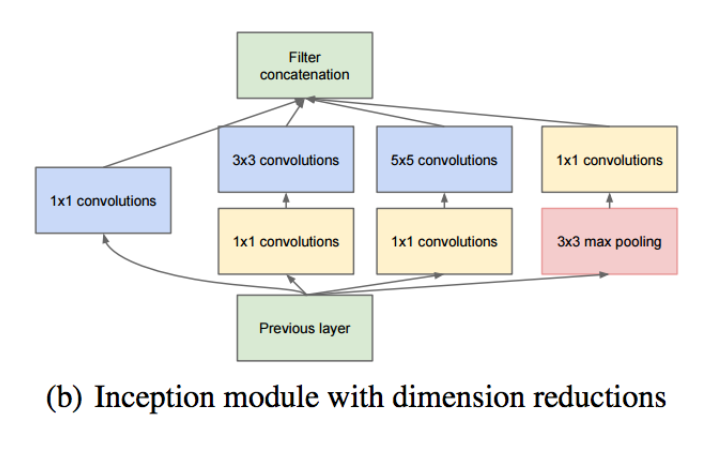 Filter
concatenation
3x3 convolutions
5x5 convolutions
1x1 convolutions
1x1 convolutions
1x1 convolutions
1x1 convolutions
3x3 max pooling
Previous layer
(b) Inception module with dimension reductions